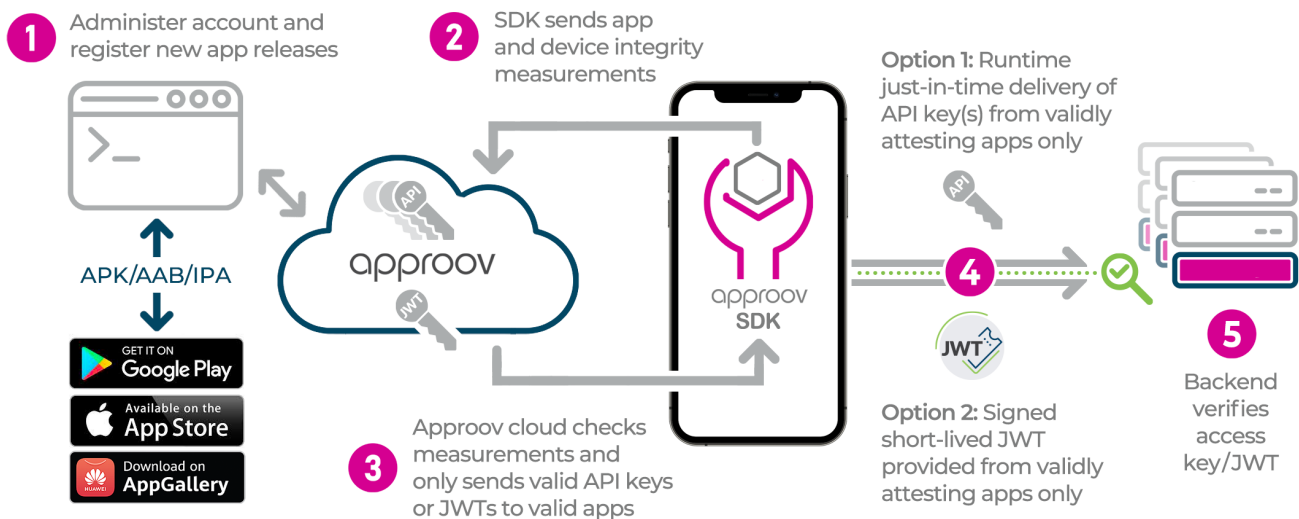 1
Administer account and
register new app releases
APK/AAB/IPA
GET IT ON
Google Play
Available on the
App Store
HUAWEI
Download on
AppGallery
API
approov
JWT
2
SDK sends app
and device integrity
measurements
approov
SDK
3
Approov cloud checks
measurements and
only sends valid API keys
or JWTs to valid apps
Option 1: Runtime
just-in-time delivery of
API key(s) from validly
attesting apps only
API
4
JWT
Option 2: Signed
short-lived JWT
provided from validly
attesting apps only
5
Backend
verifies
access
key/JWT